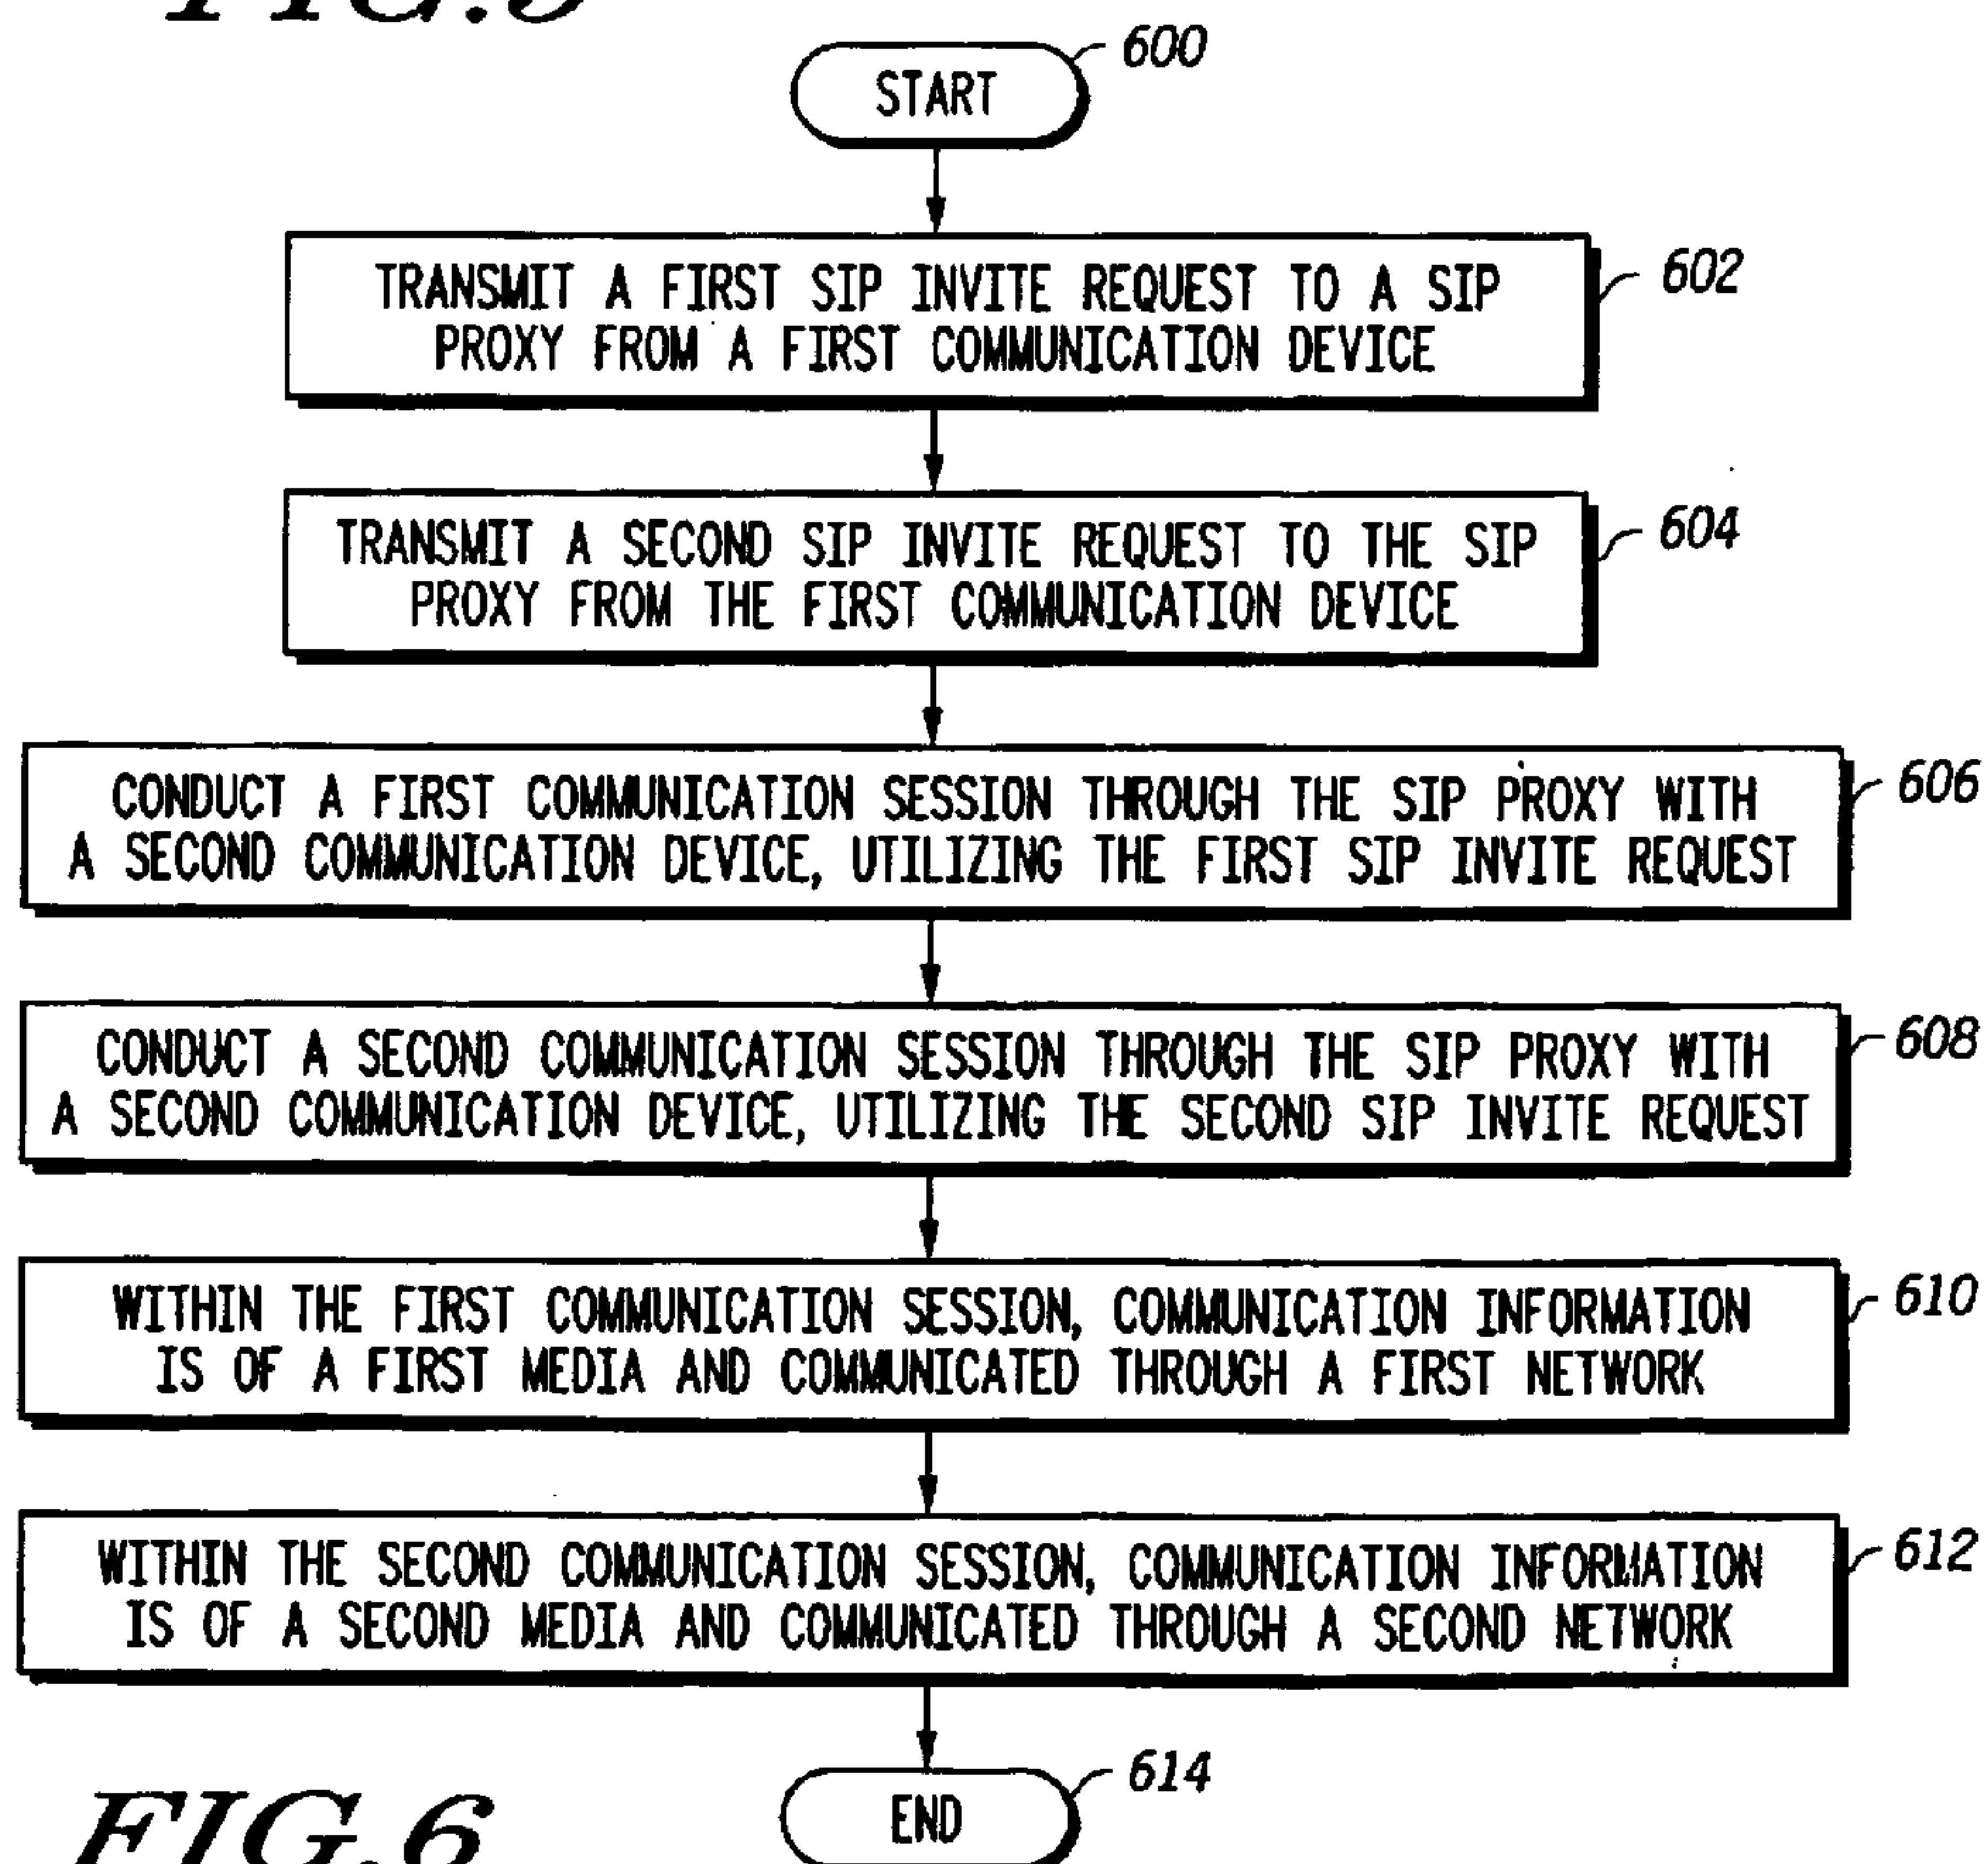 START
600
TRANSMIT A FIRST SIP INVITE REQUEST TO A SIP
PROXY FROM A FIRST COMMUNICATION DEVICE
602
TRANSMIT A SECOND SIP INVITE REQUEST TO THE SIP
PROXY FROM THE FIRST COMMUNICATION DEVICE
604
CONDUCT A FIRST COMMUNICATION SESSION THROUGH THE SIP PROXY WITH
A SECOND COMMUNICATION DEVICE, UTILIZING THE FIRST SIP INVITE REQUEST
606
CONDUCT A SECOND COMMUNICATION SESSION THROUGH THE SIP PROXY WITH
A SECOND COMMUNICATION DEVICE, UTILIZING THE SECOND SIP INVITE REQUEST
608
WITHIN THE FIRST COMMUNICATION SESSION, COMMUNICATION INFORMATION
IS OF A FIRST MEDIA AND COMMUNICATED THROUGH A FIRST NETWORK
610
WITHIN THE SECOND COMMUNICATION SESSION, COMMUNICATION INFORMATION
IS OF A SECOND MEDIA AND COMMUNICATED THROUGH A SECOND NETWORK
612
END
614
FIG.6